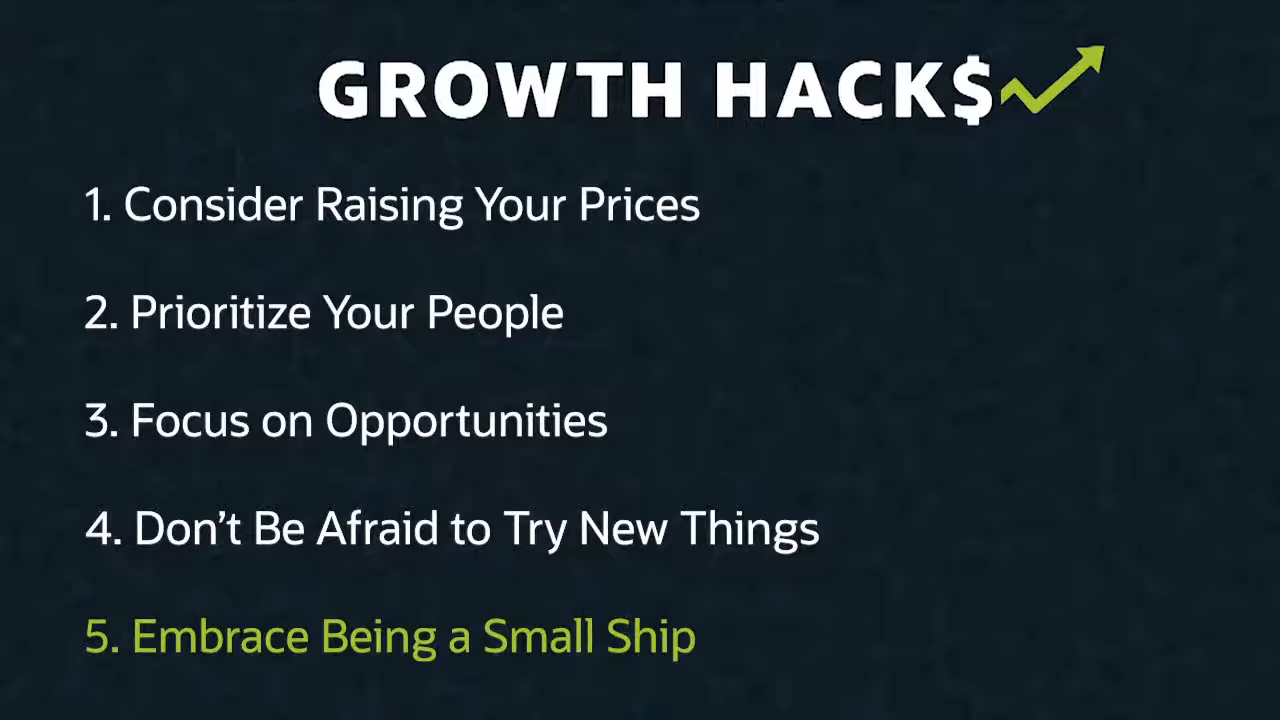 GROWTH HACK$
1. Consider Raising Your Prices
2. Prioritize Your People
3. Focus on Opportunities
4. Don’t Be Afraid to Try New Things
5. Embrace Being a Small Ship